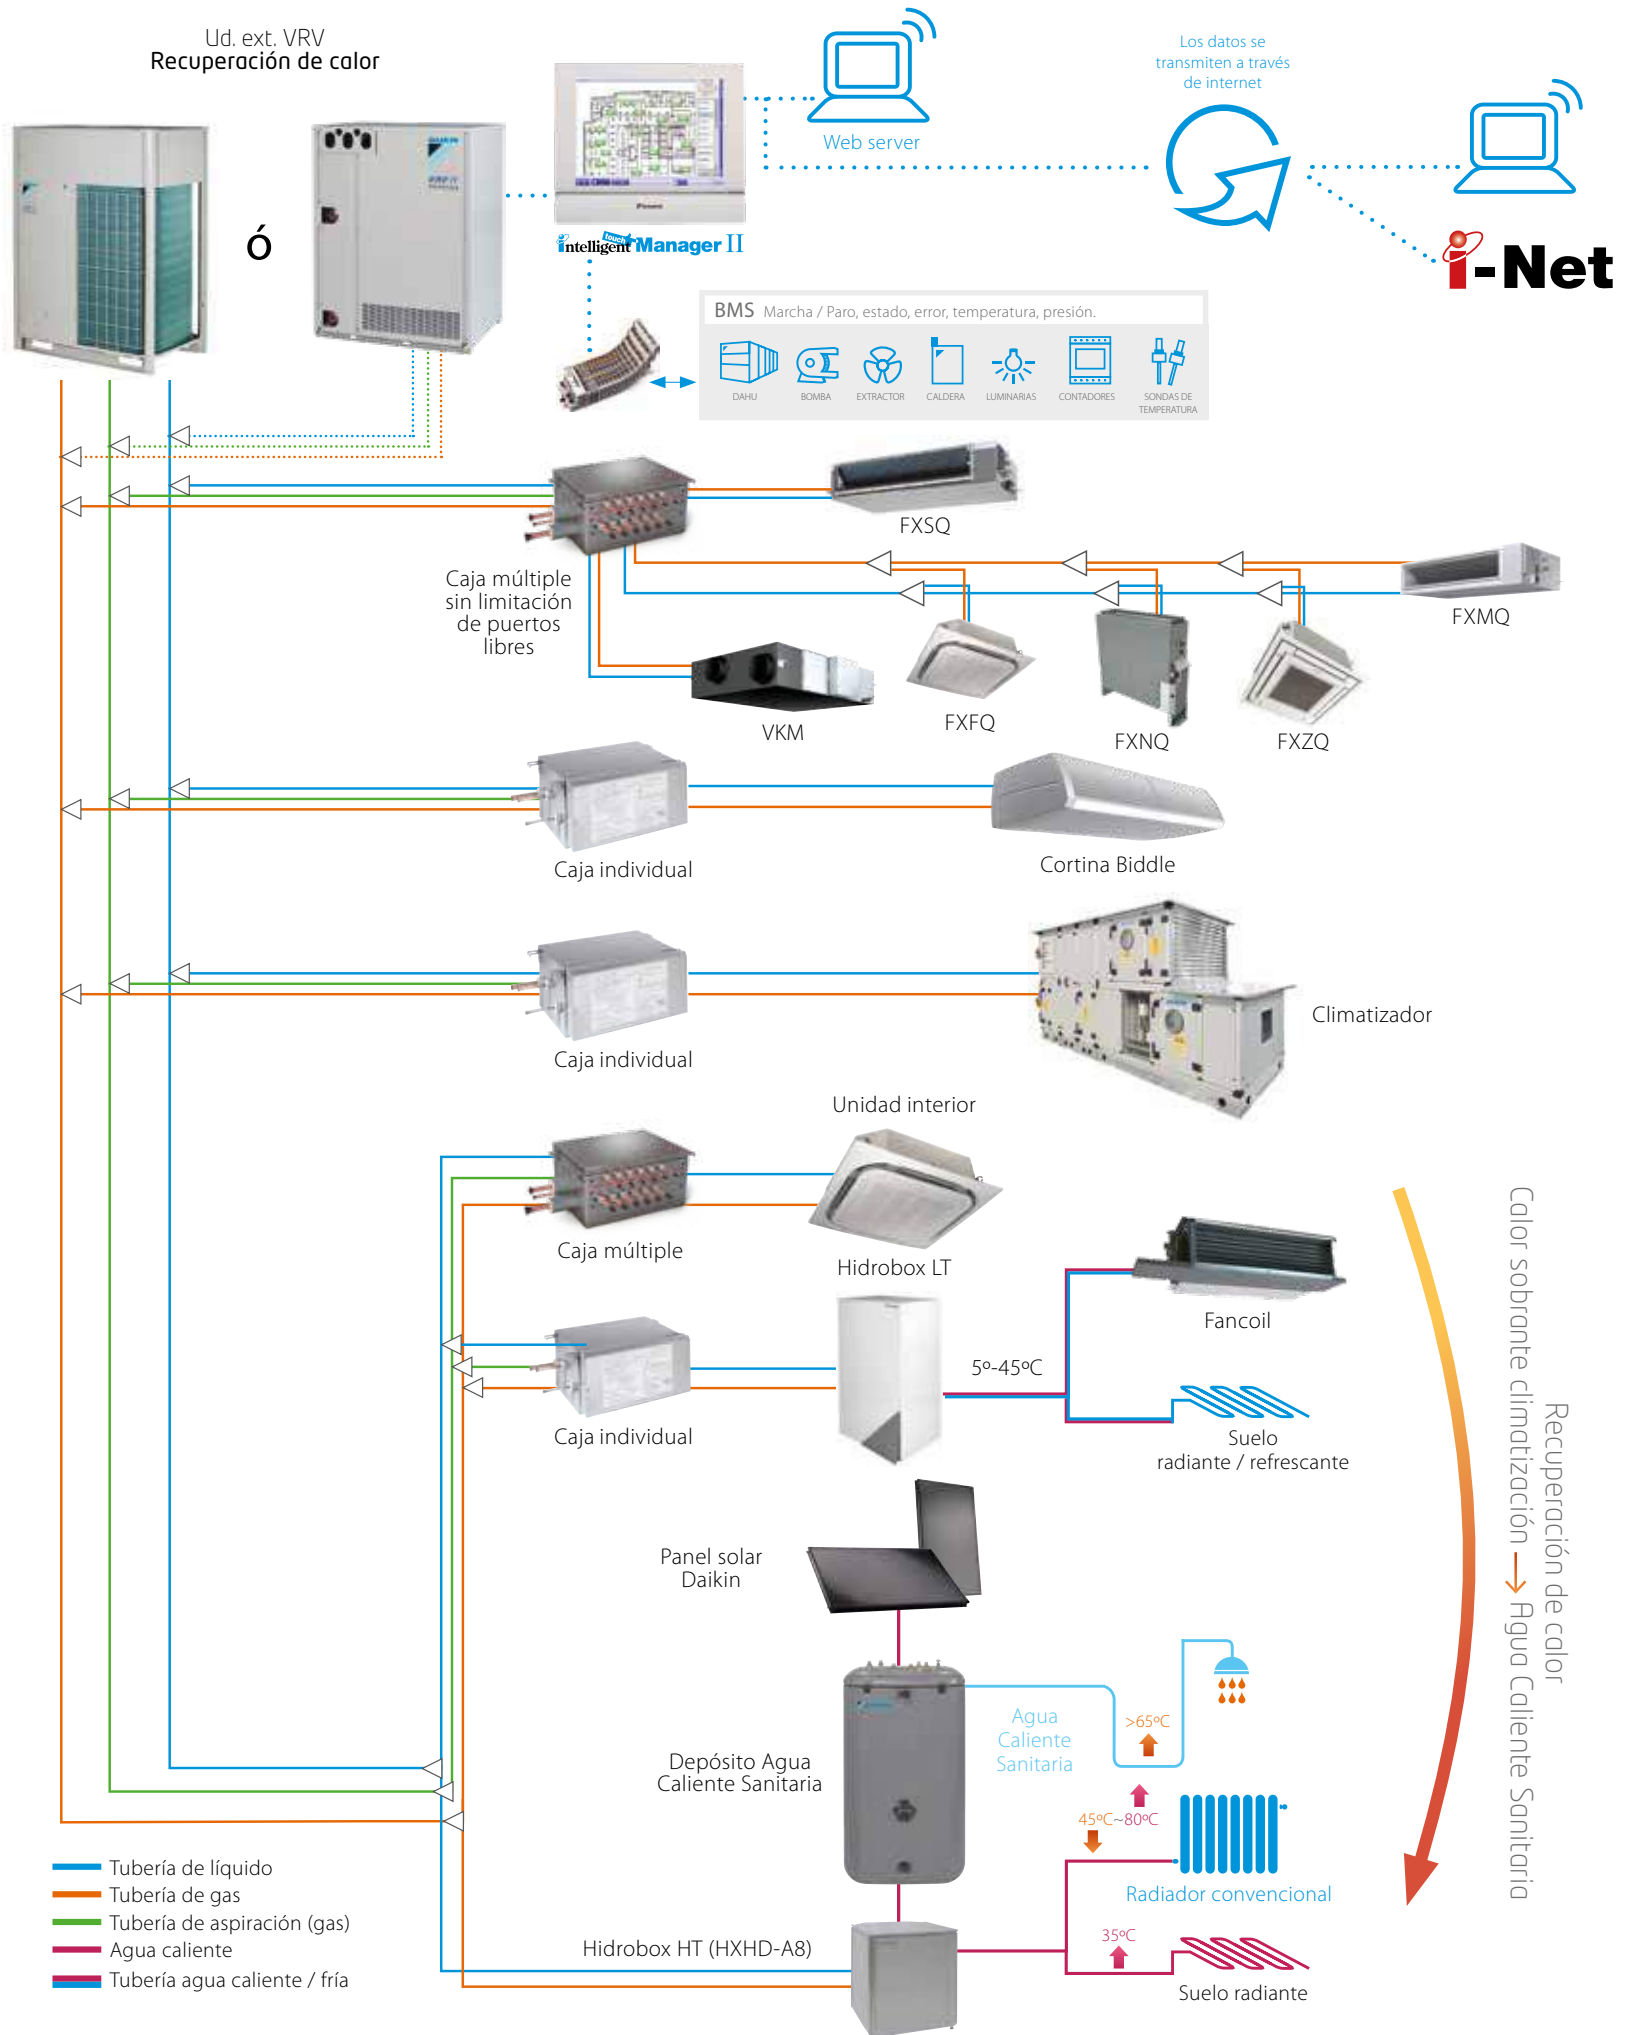 Ud. ext. VRV
Recuperación de calor
ó
intelligent touch Manager II
Web server
Los datos se
transmiten a través
de internet
i-Net
BMS Marcha / Paro, estado, error, temperatura, presión.
DAHU
BOMBA
EXTRACTOR
CALDERA
LUMINARIAS
CONTADORES
SONDAS DE
TEMPERATURA
FXSQ
Caja múltiple
sin limitación
de puertos
libres
FXMQ
VKM
FXFQ
FXNQ
FXZQ
Caja individual
Cortina Biddle
Caja individual
Climatizador
Unidad interior
Caja múltiple
Hidrobox LT
Fancoil
5º-45ºC
Caja individual
Suelo
radiante / refrescante
Panel solar
Daikin
Agua
Caliente
Sanitaria
>65ºC
Depósito Agua
Caliente Sanitaria
45ºC~80ºC
Radiador convencional
Hidrobox HT (HXHD-A8)
35ºC
Suelo radiante
Recuperación de calor
Calor sobrante climatización → Agua Caliente Sanitaria
Tubería de líquido
Tubería de gas
Tubería de aspiración (gas)
Agua caliente
Tubería agua caliente / fría